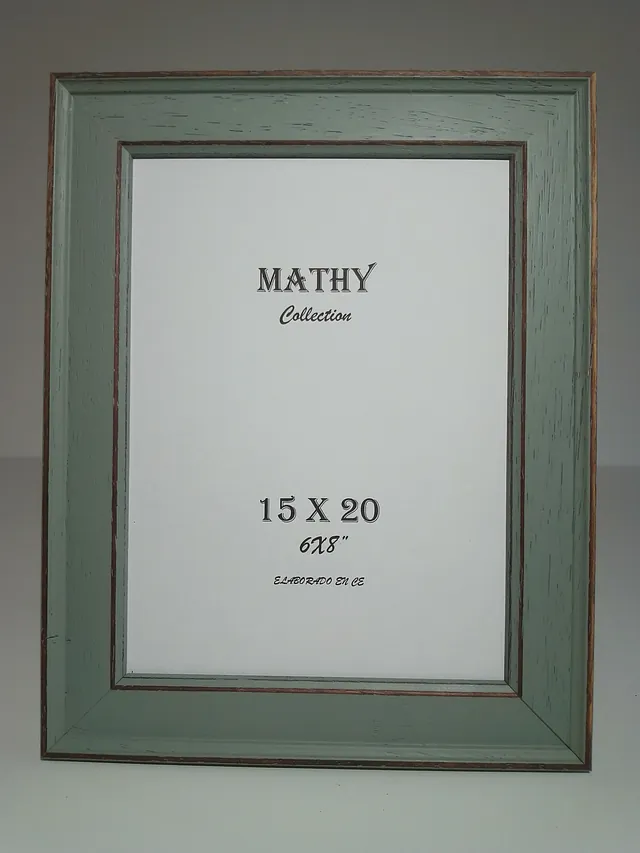 MATHY
Collection
15 X 20
6X8"
ELABORADO EN CE